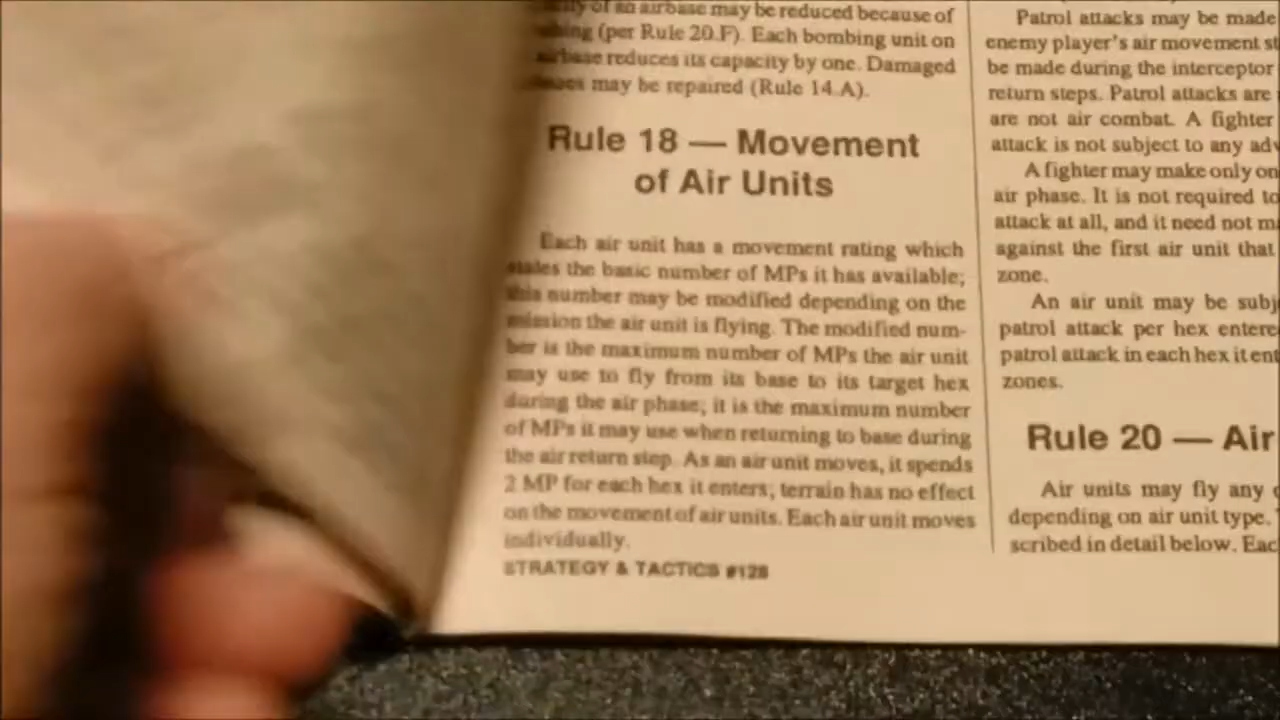 of an airbase may be reduced because of
(per Rule 20.F). Each bombing unit on
airbase reduces its capacity by one. Damaged
may be repaired (Rule 14.A).
Rule 18 — Movement
of Air Units
Each air unit has a movement rating which
states the basic number of MPs it has available;
this number may be modified depending on the
mission the air unit is flying. The modified num-
ber is the maximum number of MPs the air unit
may use to fly from its base to its target hex
during the air phase; it is the maximum number
of MPs it may use when returning to base during
the air return step. As an air unit moves, it spends
2 MP for each hex it enters; terrain has no effect
on the movement of air units. Each air unit moves
individually.
STRATEGY & TACTICS #128
Patrol attacks may be made
enemy player's air movement st
be made during the interceptor
return steps. Patrol attacks are
are not air combat. A fighter
attack is not subject to any adv
A fighter may make only on
air phase. It is not required to
attack at all, and it need not m
against the first air unit that
zone.
An air unit may be subj
patrol attack per hex entere
patrol attack in each hex it ent
zones.
Rule 20 — Air
Air units may fly any
depending on air unit type.
scribed in detail below. Eac